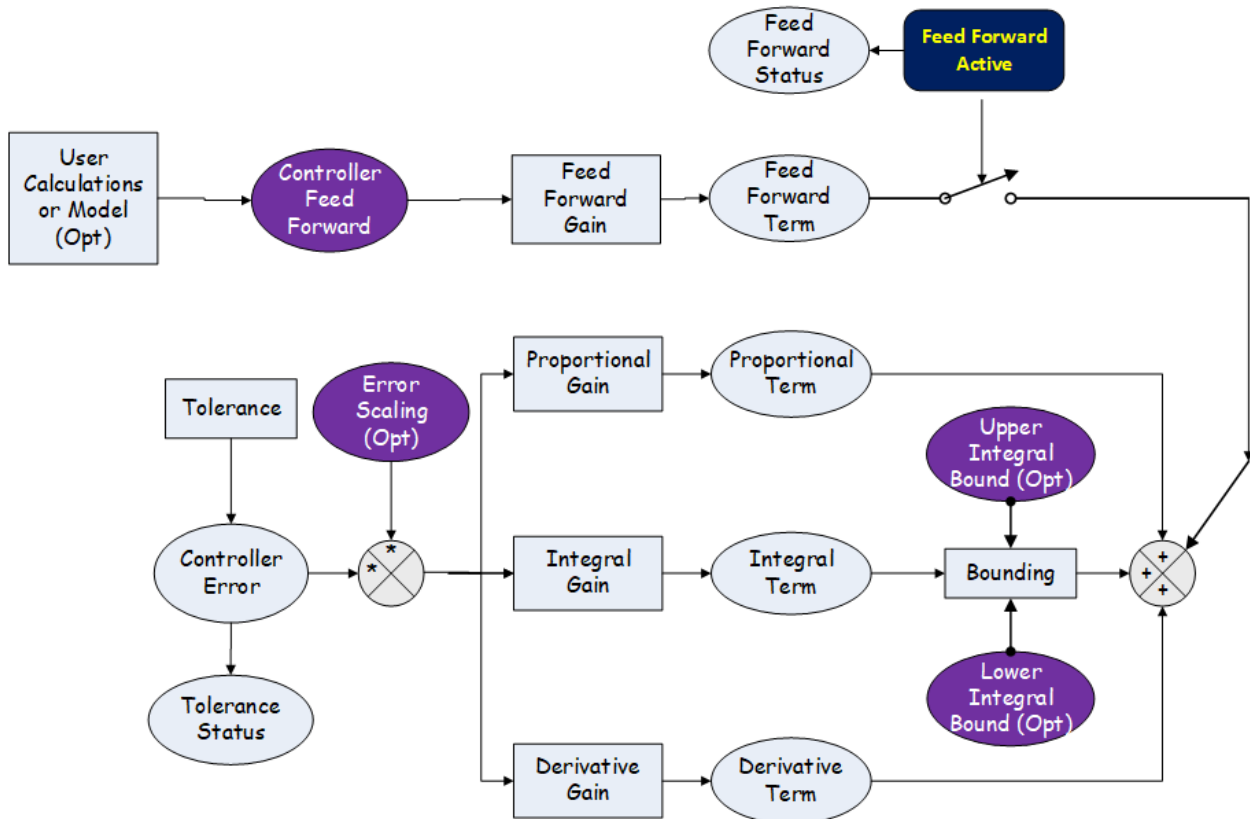 Feed
Forward
Status
Feed Forward
Active
User
Calculations
or Model
(Opt)
Controller
Feed
Forward
Feed
Forward
Gain
Feed
Forward
Term
Tolerance
Error
Scaling
(Opt)
Proportional
Gain
Proportional
Term
Upper
Integral
Bound (Opt)
Controller
Error
*
*
Integral
Gain
Integral
Term
Bounding
+
+
+
Tolerance
Status
Lower
Integral
Bound (Opt)
Derivative
Gain
Derivative
Term